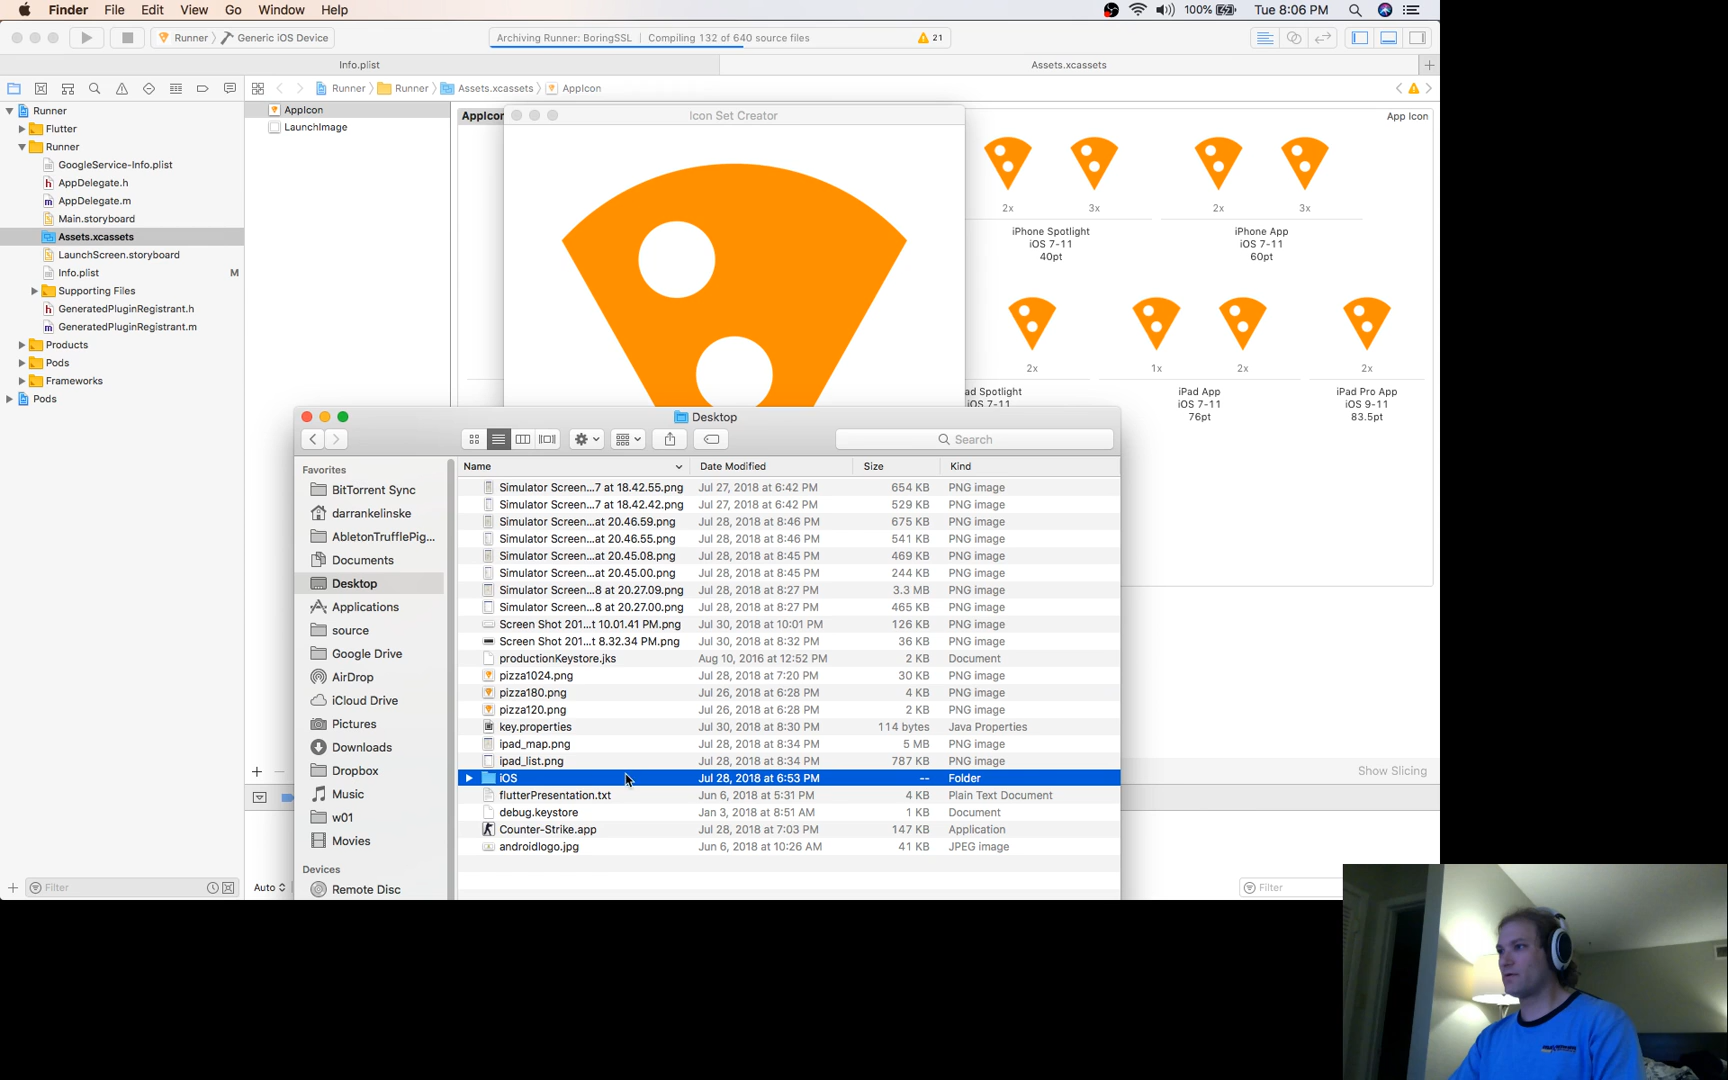 Finder File Edit View Go Window Help 100% Tue 8:06 PM
Runner Generic iOS Device Archiving Runner: BoringSSL | Compiling 132 of 640 source files 21
Info.plist Assets.xcassets
Runner Runner Assets.xcassets AppIcon
Runner
Flutter
Runner
GoogleService-Info.plist
AppDelegate.h
AppDelegate.m
Main.storyboard
Assets.xcassets
LaunchScreen.storyboard
Info.plist M
Supporting Files
GeneratedPluginRegistrant.h
GeneratedPluginRegistrant.m
Products
Pods
Frameworks
Pods
Filter
AppIcon
LaunchImage
AppIcon
Icon Set Creator
App Icon
2x 3x 2x 3x
iPhone Spotlight
iOS 7-11
40pt
iPhone App
iOS 7-11
60pt
2x 1x 2x 2x
ad Spotlight
iOS 7-11
iPad App
iOS 7-11
76pt
iPad Pro App
iOS 9-11
83.5pt
Show Slicing
Auto
Filter
Desktop
Search
Favorites
BitTorrent Sync
darrankelinske
AbletonTrufflePig...
Documents
Desktop
Applications
source
Google Drive
AirDrop
iCloud Drive
Pictures
Downloads
Dropbox
Music
w01
Movies
Devices
Remote Disc
Name Date Modified Size Kind
Simulator Screen...7 at 18.42.55.png Jul 27, 2018 at 6:42 PM 654 KB PNG image
Simulator Screen...7 at 18.42.42.png Jul 27, 2018 at 6:42 PM 529 KB PNG image
Simulator Screen...at 20.46.59.png Jul 28, 2018 at 8:46 PM 675 KB PNG image
Simulator Screen...at 20.46.55.png Jul 28, 2018 at 8:46 PM 541 KB PNG image
Simulator Screen...at 20.45.08.png Jul 28, 2018 at 8:45 PM 469 KB PNG image
Simulator Screen...at 20.45.00.png Jul 28, 2018 at 8:45 PM 244 KB PNG image
Simulator Screen...8 at 20.27.09.png Jul 28, 2018 at 8:27 PM 3.3 MB PNG image
Simulator Screen...8 at 20.27.00.png Jul 28, 2018 at 8:27 PM 465 KB PNG image
Screen Shot 201...t 10.01.41 PM.png Jul 30, 2018 at 10:01 PM 126 KB PNG image
Screen Shot 201...t 8.32.34 PM.png Jul 30, 2018 at 8:32 PM 36 KB PNG image
productionKeystore.jks Aug 10, 2016 at 12:52 PM 2 KB Document
pizza1024.png Jul 28, 2018 at 7:20 PM 30 KB PNG image
pizza180.png Jul 26, 2018 at 6:28 PM 4 KB PNG image
pizza120.png Jul 26, 2018 at 6:28 PM 2 KB PNG image
key.properties Jul 30, 2018 at 8:30 PM 114 bytes Java Properties
ipad_map.png Jul 28, 2018 at 8:34 PM 5 MB PNG image
ipad_list.png Jul 28, 2018 at 8:34 PM 787 KB PNG image
iOS Jul 28, 2018 at 6:53 PM -- Folder
flutterPresentation.txt Jun 6, 2018 at 5:31 PM 4 KB Plain Text Document
debug.keystore Jan 3, 2018 at 8:51 AM 1 KB Document
Counter-Strike.app Jul 28, 2018 at 7:03 PM 147 KB Application
androidlogo.jpg Jun 6, 2018 at 10:26 AM 41 KB JPEG image